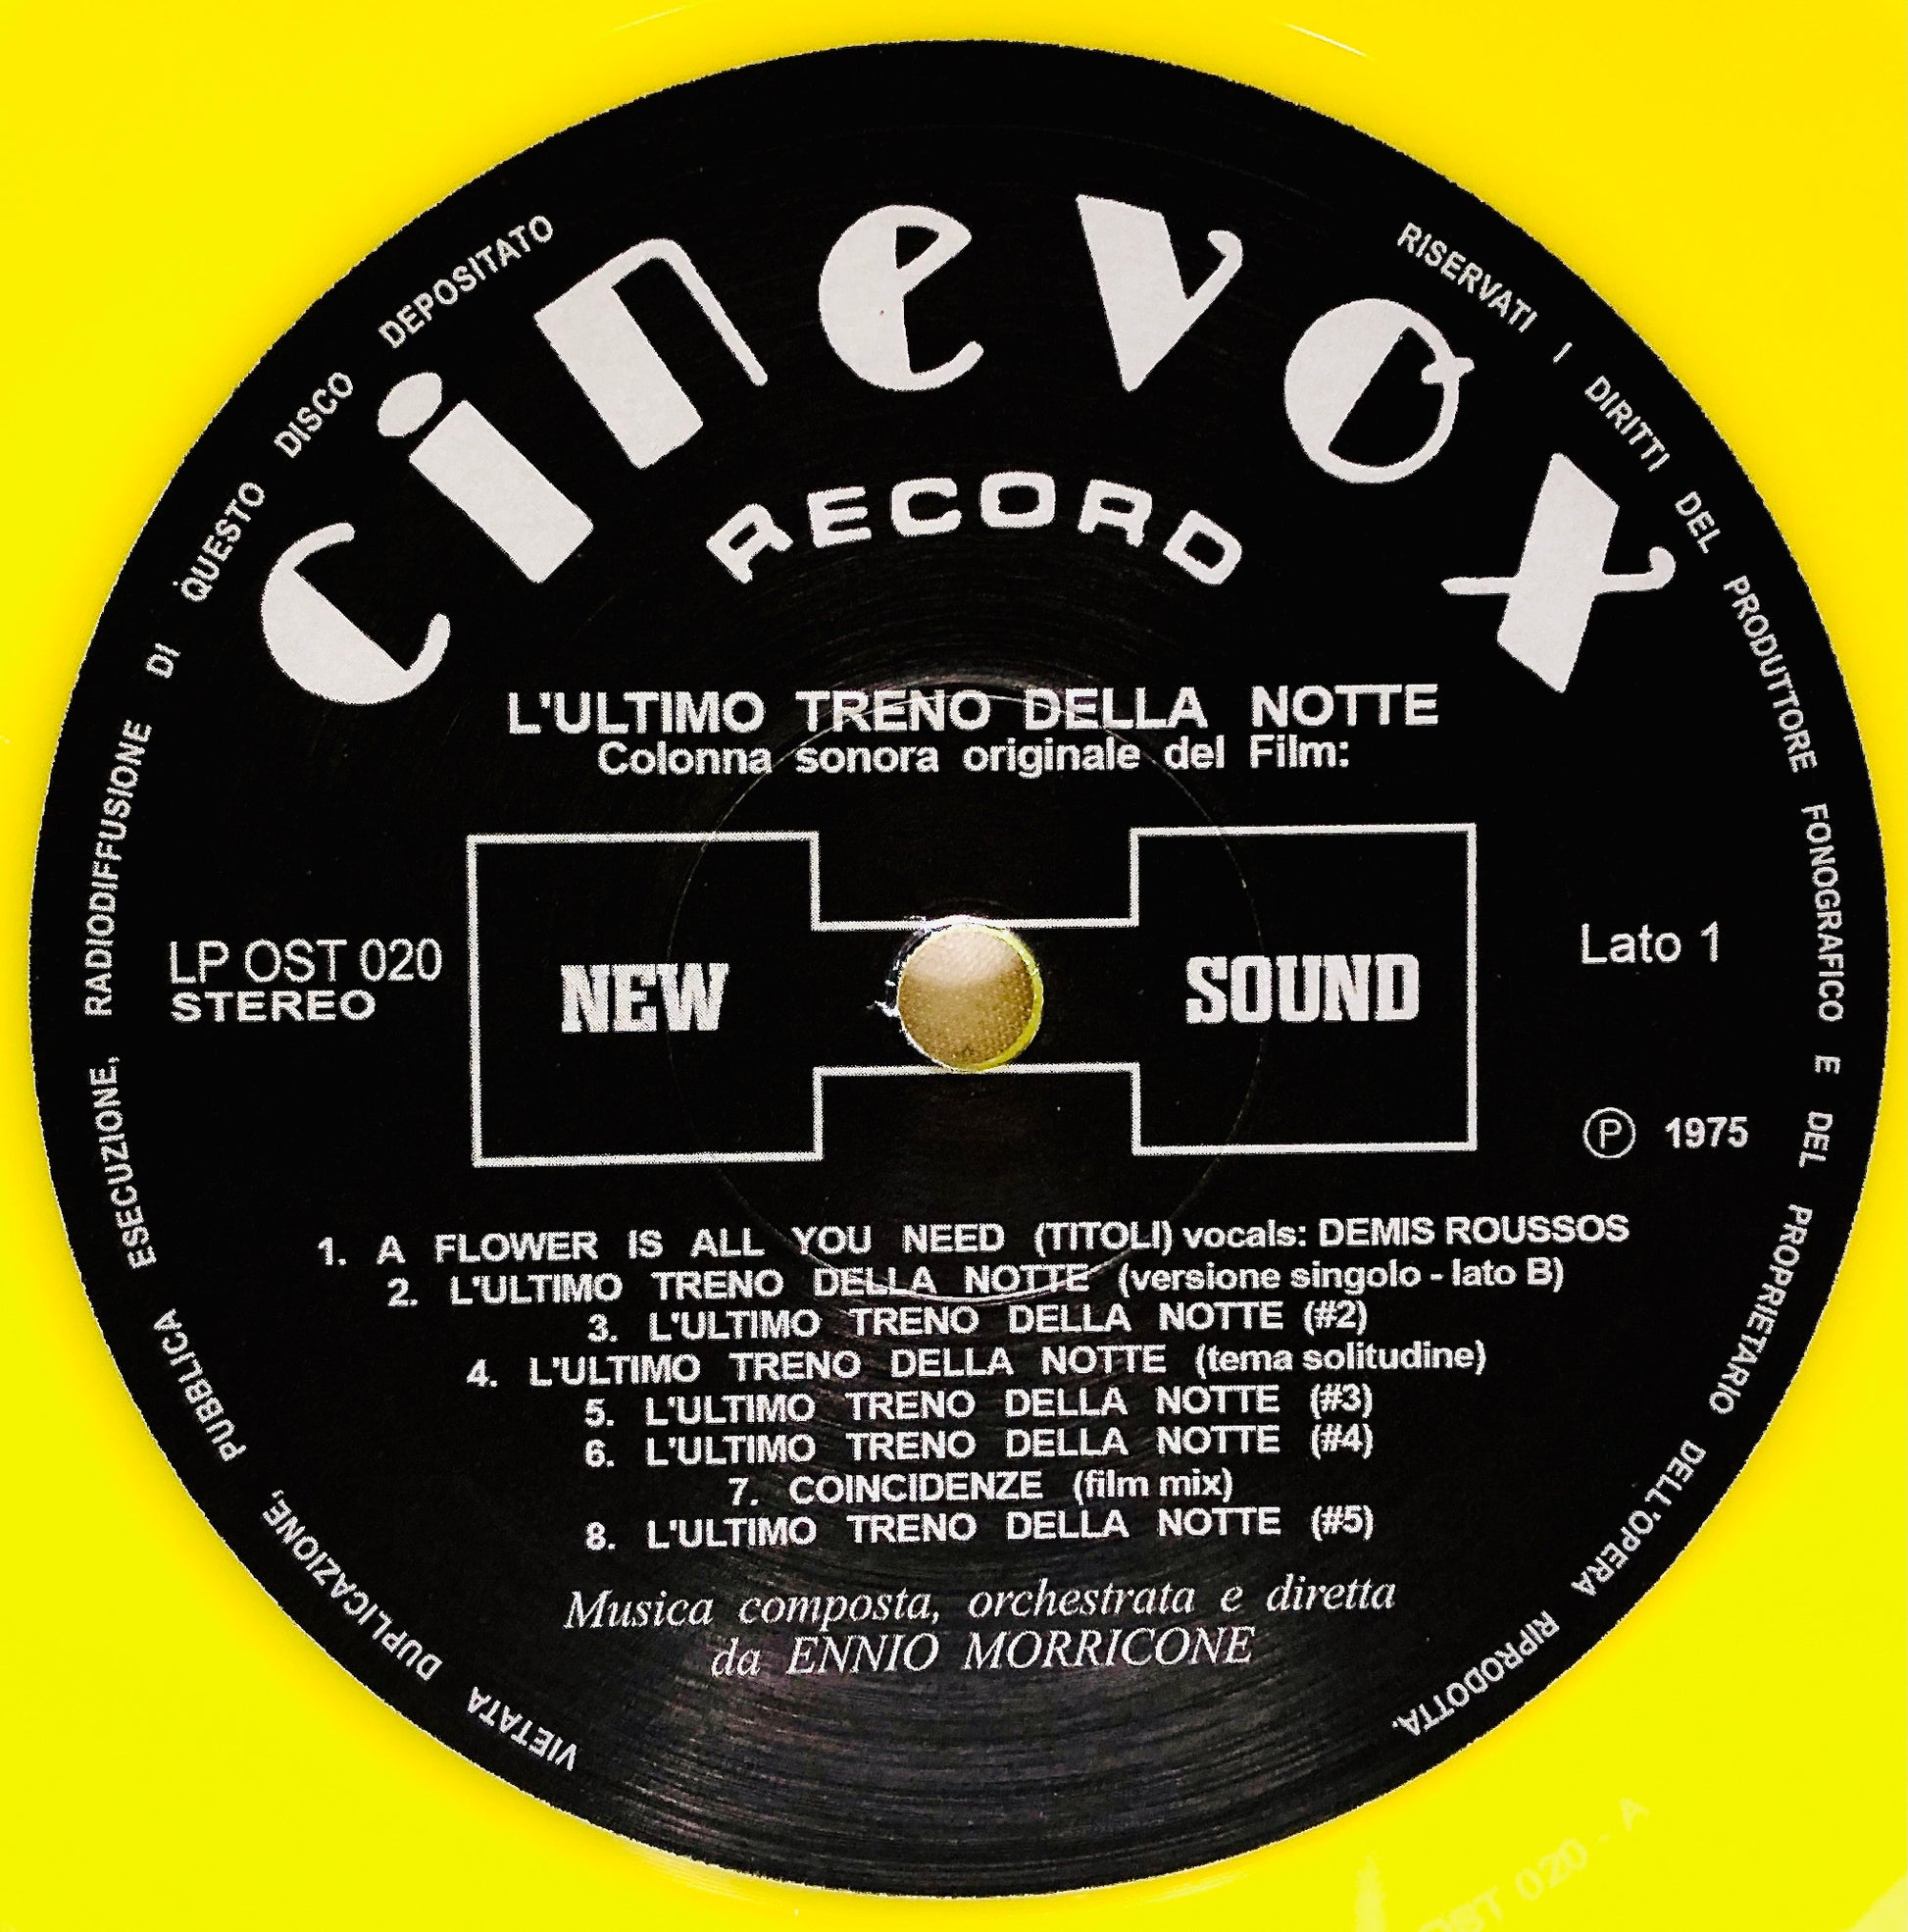 cinevox
RECORD
L'ULTIMO TRENO DELLA NOTTE
Colonna sonora originale del Film:
NEW SOUND
LP OST 020
STEREO
Lato 1
Ⓟ 1975
1. A FLOWER IS ALL YOU NEED (TITOLI) vocals: DEMIS ROUSSOS
2. L'ULTIMO TRENO DELLA NOTTE (versione singolo - lato B)
3. L'ULTIMO TRENO DELLA NOTTE (#2)
4. L'ULTIMO TRENO DELLA NOTTE (tema solitudine)
5. L'ULTIMO TRENO DELLA NOTTE (#3)
6. L'ULTIMO TRENO DELLA NOTTE (#4)
7. COINCIDENZE (film mix)
8. L'ULTIMO TRENO DELLA NOTTE (#5)
Musica composta, orchestrata e diretta
da ENNIO MORRICONE
VIETATA DUPLICAZIONE, PUBBLICA ESECUZIONE, RADIODIFFUSIONE DI QUESTO DISCO DEPOSITATO
RISERVATI I DIRITTI DEL PRODUTTORE FONOGRAFICO E DEL PROPRIETARIO DELL'OPERA RIPRODOTTA.
OST 020 - A